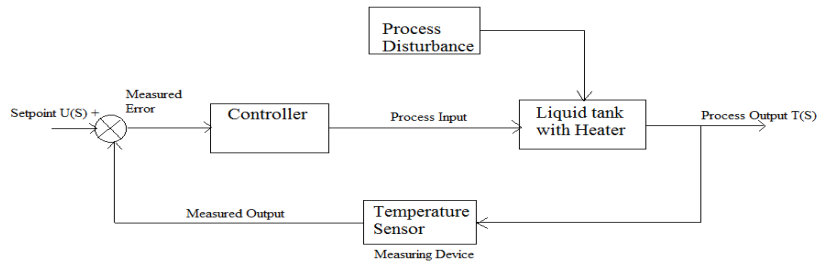 Process
Disturbance
Measured
Error
Setpoint U(S) +
Controller
Process Input
Liquid tank
with Heater
Process Output T(S)
Measured Output
Temperature
Sensor
Measuring Device